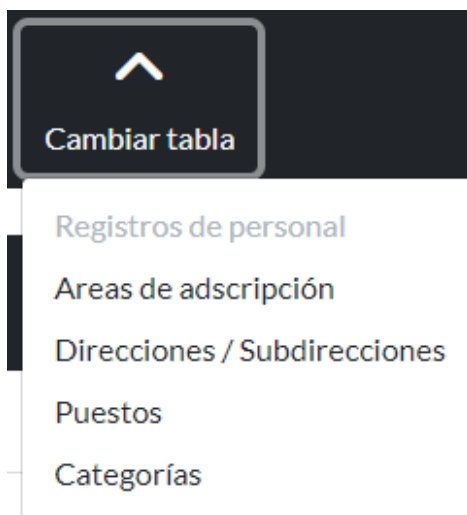 Cambiar tabla
Registros de personal
Areas de adscripción
Direcciones / Subdirecciones
Puestos
Categorías